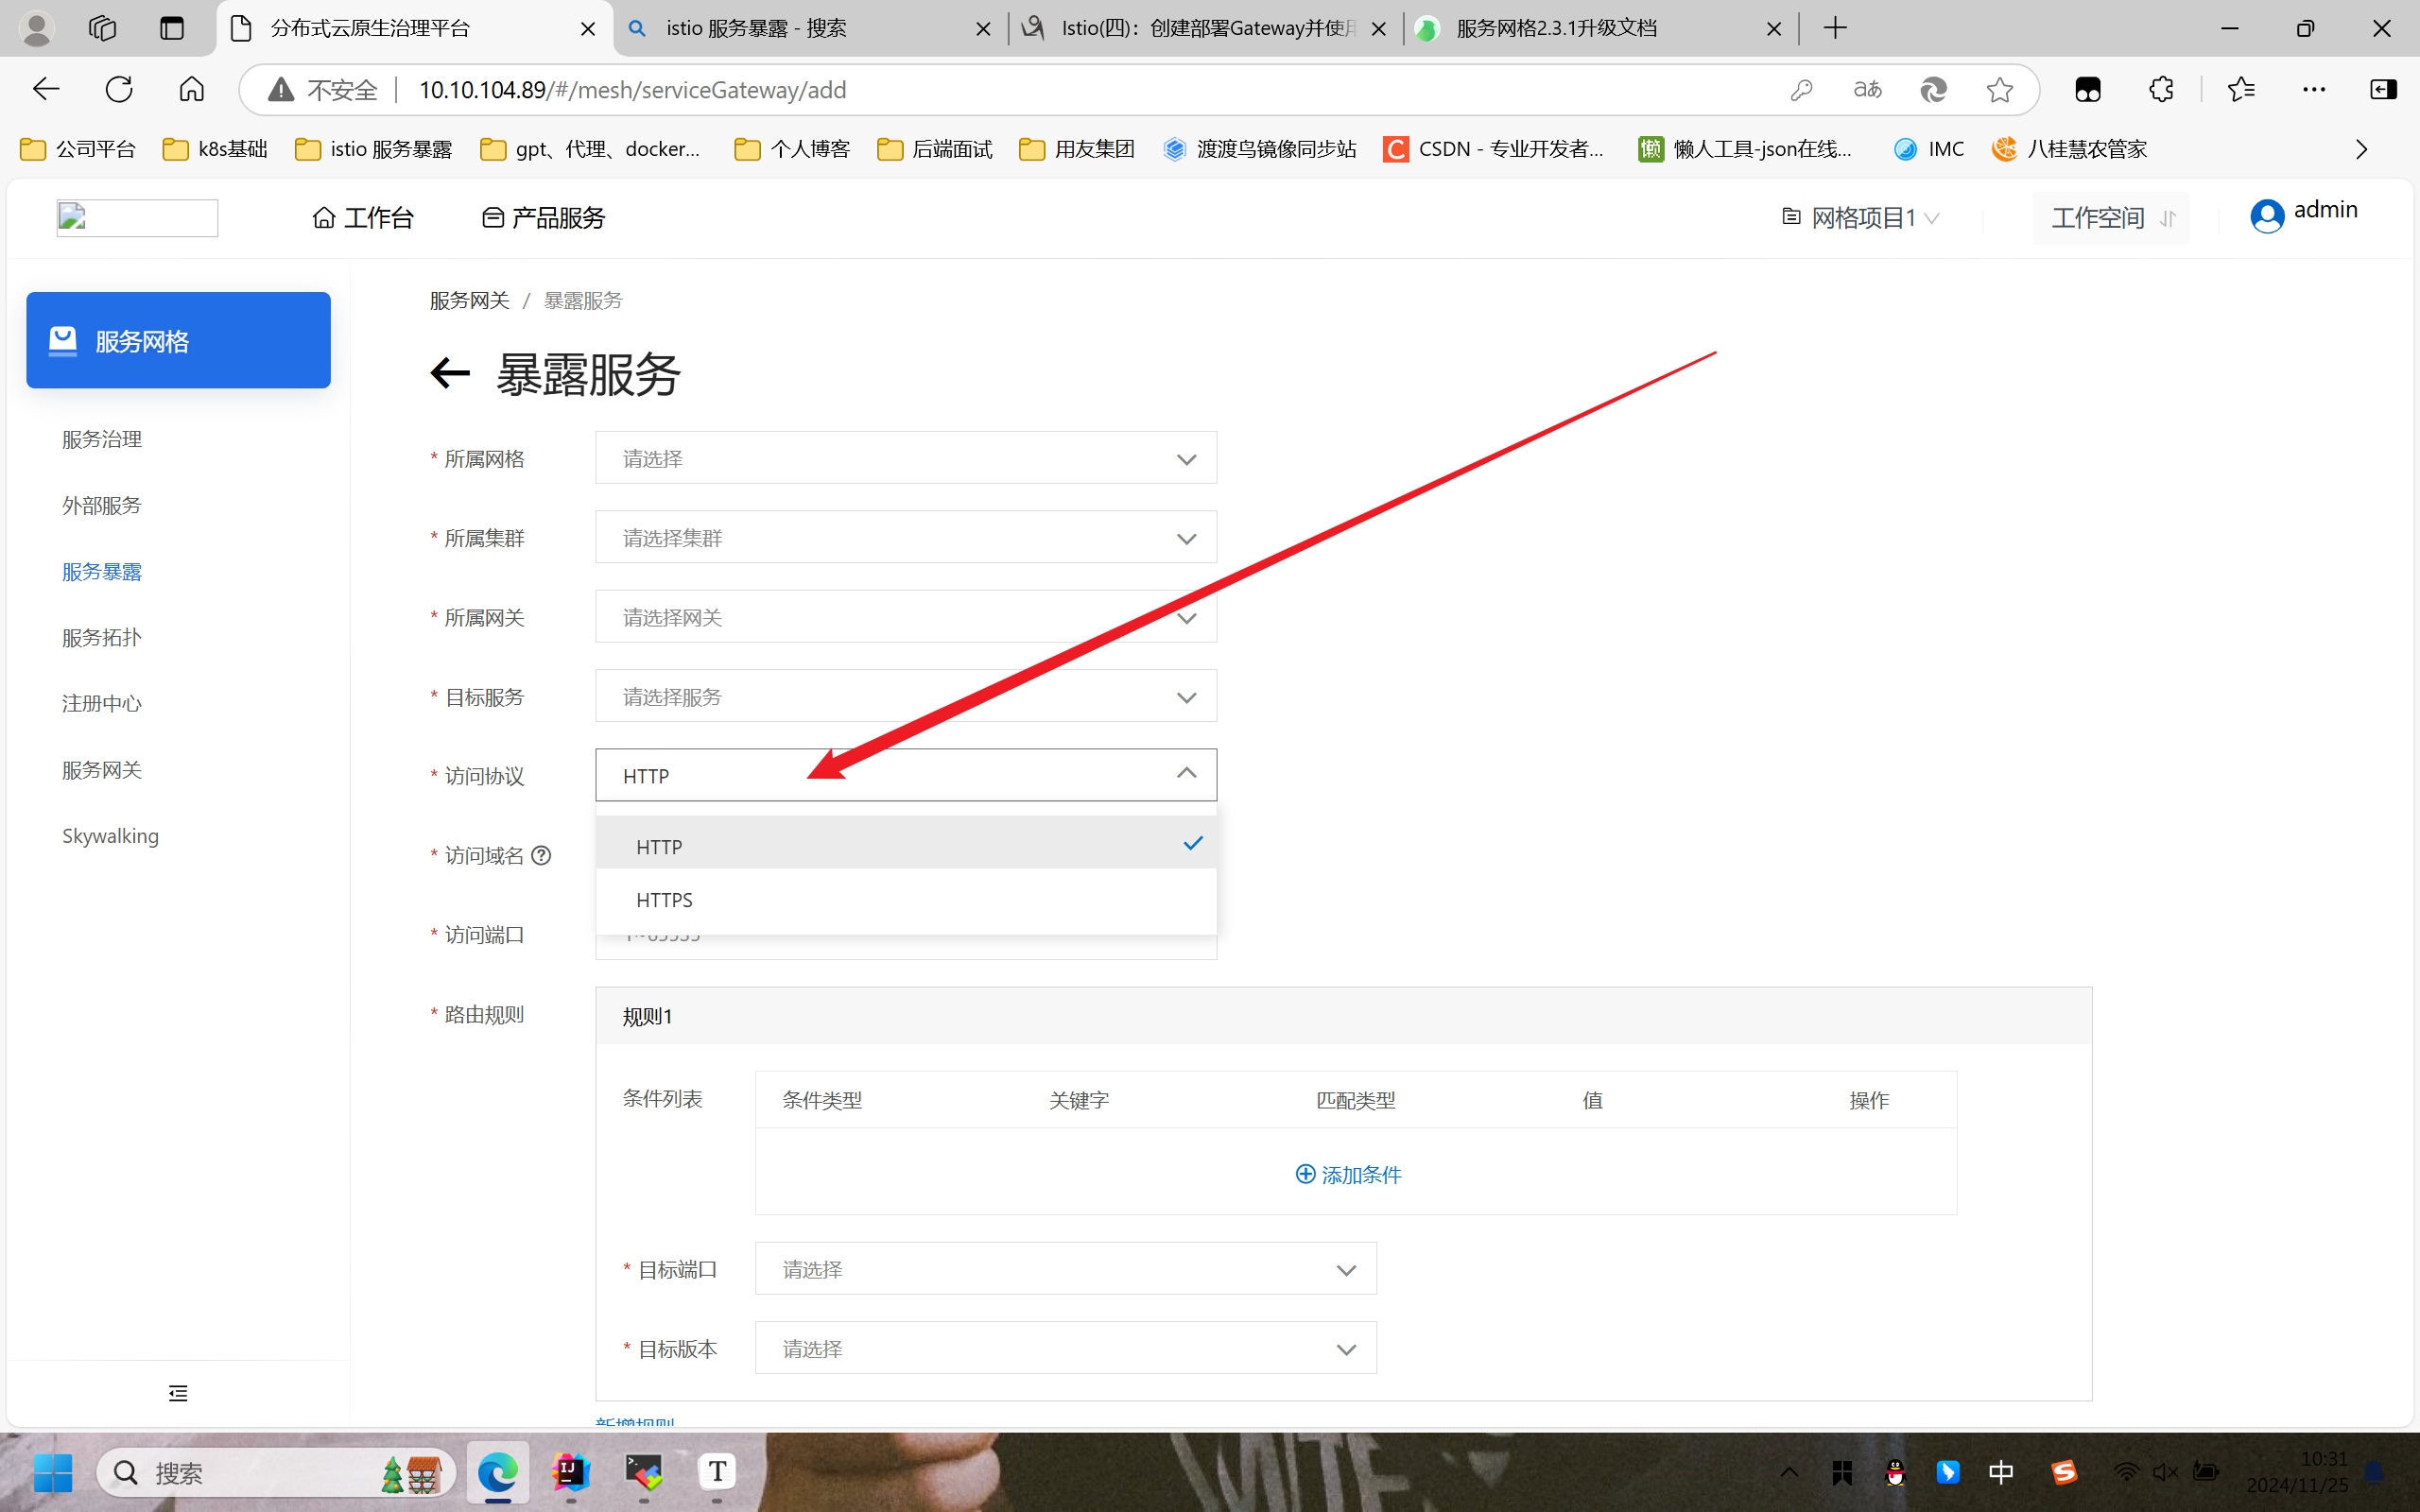 分布式云原生治理平台
istio 服务暴露 - 搜索
Istio(四)：创建部署Gateway并使用
服务网格2.3.1升级文档
不安全
10.10.104.89/#/mesh/serviceGateway/add
公司平台
k8s基础
istio 服务暴露
gpt、代理、docker...
个人博客
后端面试
用友集团
渡渡鸟镜像同步站
CSDN - 专业开发者...
懒人工具-json在线...
IMC
八桂慧农管家
工作台
产品服务
网格项目1
工作空间
admin
服务网格
服务治理
外部服务
服务暴露
服务拓扑
注册中心
服务网关
Skywalking
服务网关 / 暴露服务
暴露服务
* 所属网格 请选择
* 所属集群 请选择集群
* 所属网关 请选择网关
* 目标服务 请选择服务
* 访问协议 HTTP
HTTP
* 访问域名
HTTPS
* 访问端口 1~65535
* 路由规则
规则1
条件列表
条件类型 关键字 匹配类型 值 操作
添加条件
* 目标端口 请选择
* 目标版本 请选择
新增规则
搜索
中
10:31
2024/11/25